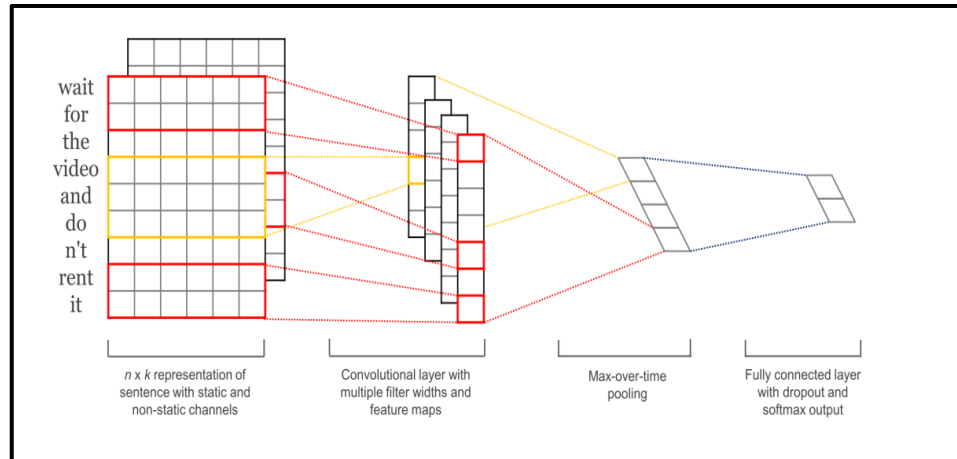 wait
for
the
video
and
do
n't
rent
it
n x k representation of
sentence with static and
non-static channels
Convolutional layer with
multiple filter widths and
feature maps
Max-over-time
pooling
Fully connected layer
with dropout and
softmax output